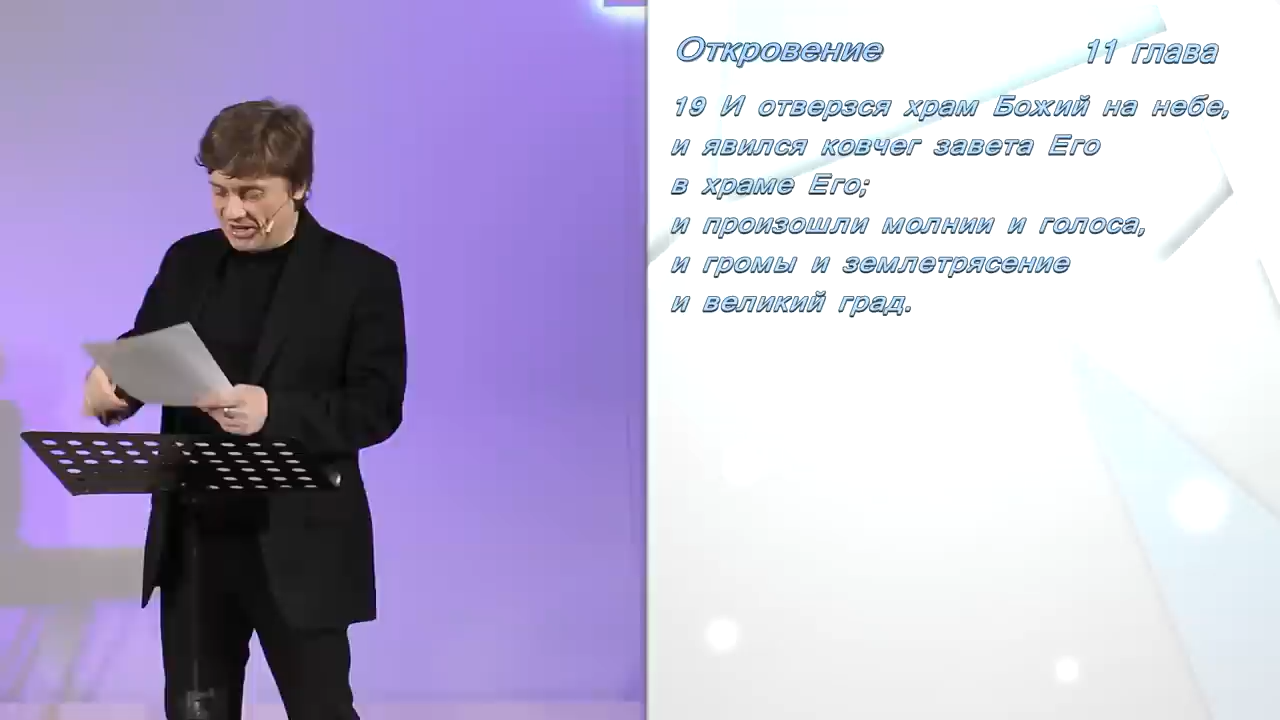 Откровение 11 глава
19 И отверзся храм Божий на небе,
и явился ковчег завета Его
в храме Его;
и произошли молнии и голоса,
и громы и землетрясение
и великий град.